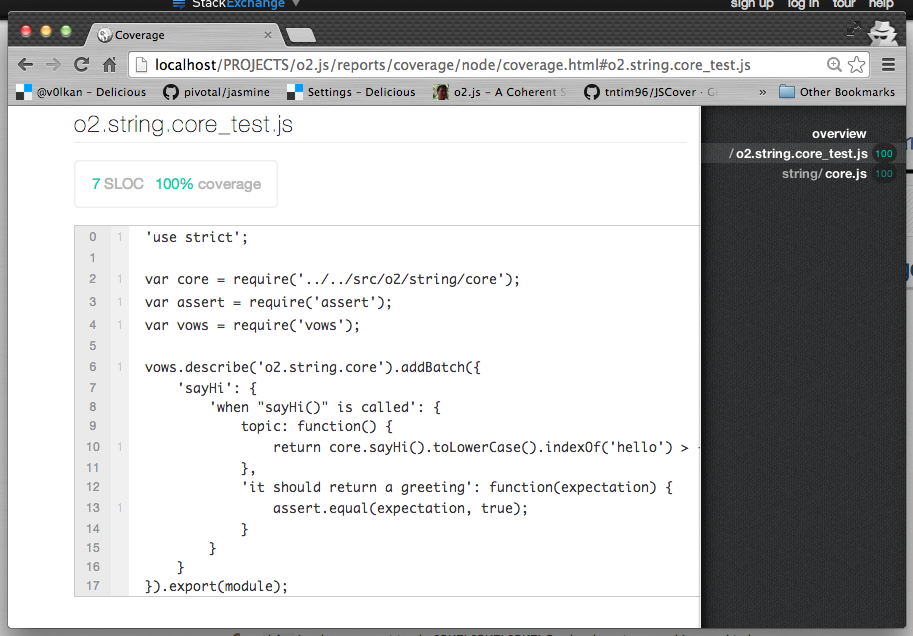 StackExchange ▼ sign up log in tour help
Coverage
localhost/PROJECTS/o2.js/reports/coverage/node/coverage.html#o2.string.core_test.js
@v0lkan – Delicious pivotal/jasmine Settings – Delicious o2.js – A Coherent S tntim96/JSCover · G » Other Bookmarks
o2.string.core_test.js
overview
/ o2.string.core_test.js 100
string/ core.js 100
7 SLOC 100% coverage
0 1 'use strict';
1
2 1 var core = require('../../src/o2/string/core');
3 1 var assert = require('assert');
4 1 var vows = require('vows');
5
6 1 vows.describe('o2.string.core').addBatch({
7 'sayHi': {
8 'when "sayHi()" is called': {
9 topic: function() {
10 1 return core.sayHi().toLowerCase().indexOf('hello') >
11 },
12 'it should return a greeting': function(expectation) {
13 1 assert.equal(expectation, true);
14 }
15 }
16 }
17 }).export(module);